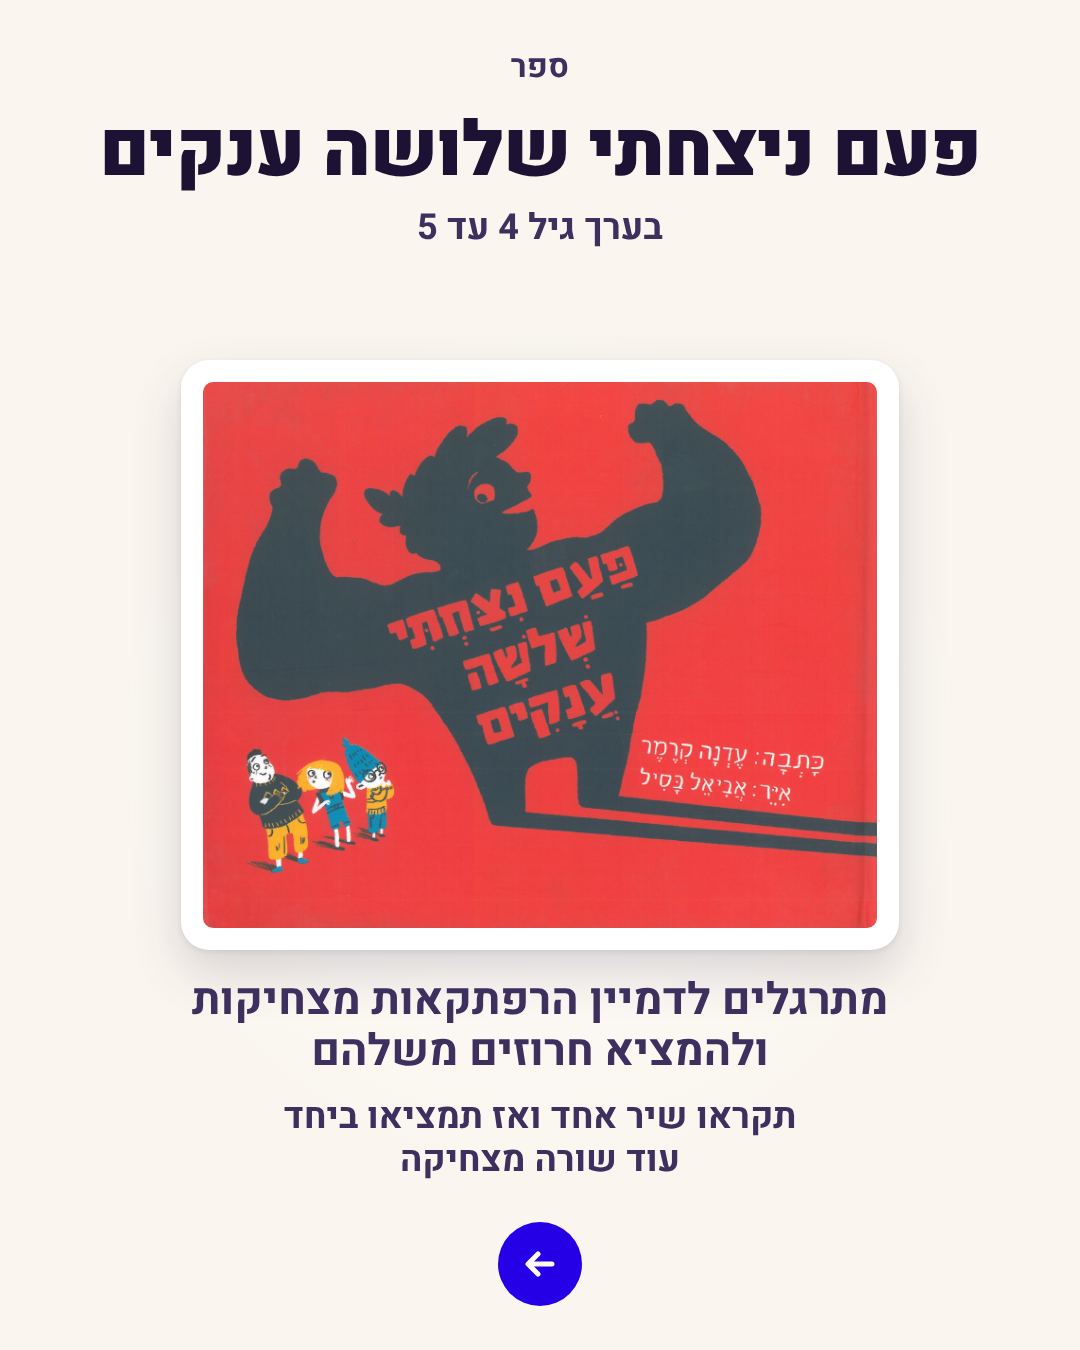 ספר
פעם ניצחתי שלושה ענקים
בערך גיל 4 עד 5
פַּעַם נִצַּחְתִּי
שְׁלֹשָׁה
עֲנָקִים
כָּתְבָה: עֶדְנָה קְרֶמֶר
אִיֵּר: אֲבִיאֵל בָּסִיל
מתרגלים לדמיין הרפתקאות מצחיקות
ולהמציא חרוזים משלהם
תקראו שיר אחד ואז תמציאו ביחד
עוד שורה מצחיקה